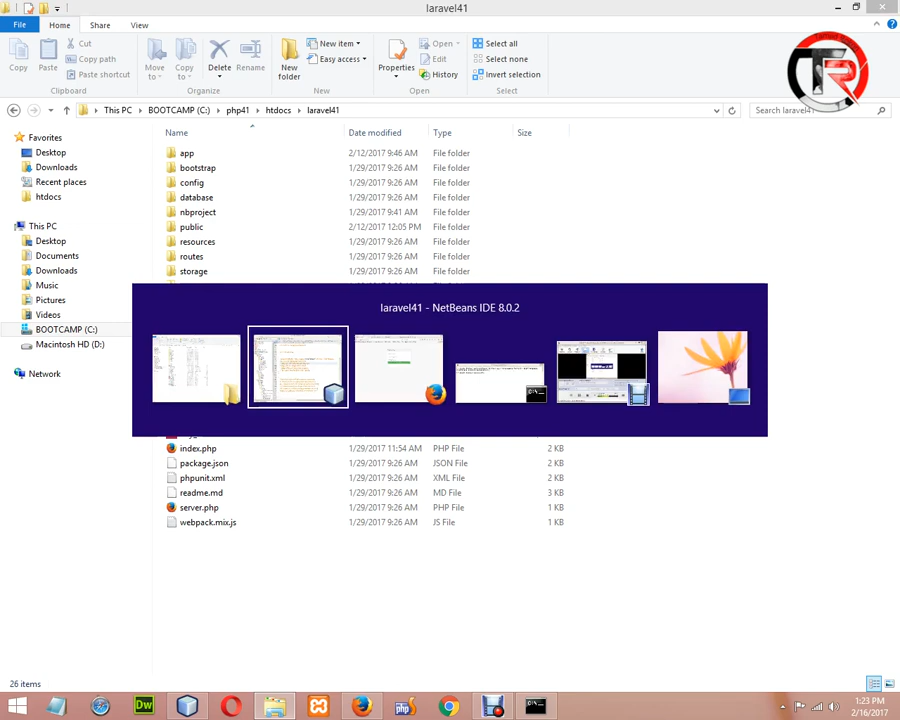 laravel41
File
Home
Share
View
Copy
Paste
Cut
Copy path
Paste shortcut
Clipboard
Move to
Copy to
Delete
Rename
Organize
New folder
New item
Easy access
New
Properties
Open
Edit
History
Open
Select all
Select none
Invert selection
Select
TR
This PC
BOOTCAMP (C:)
php41
htdocs
laravel41
Search laravel41
Favorites
Desktop
Downloads
Recent places
htdocs
This PC
Desktop
Documents
Downloads
Music
Pictures
Videos
BOOTCAMP (C:)
Macintosh HD (D:)
Network
Name Date modified Type Size
app 2/12/2017 9:46 AM File folder
bootstrap 1/29/2017 9:26 AM File folder
config 1/29/2017 9:26 AM File folder
database 1/29/2017 9:26 AM File folder
nbproject 1/29/2017 9:41 AM File folder
public 2/12/2017 12:05 PM File folder
resources 1/29/2017 9:26 AM File folder
routes 1/29/2017 9:26 AM File folder
storage 1/29/2017 9:26 AM File folder
laravel41 - NetBeans IDE 8.0.2
index.php 1/29/2017 11:54 AM PHP File 2 KB
package.json 1/29/2017 9:26 AM JSON File 2 KB
phpunit.xml 1/29/2017 9:26 AM XML File 2 KB
readme.md 1/29/2017 9:26 AM MD File 3 KB
server.php 1/29/2017 9:26 AM PHP File 1 KB
webpack.mix.js 1/29/2017 9:26 AM JS File 1 KB
26 items
Dw
php
1:23 PM
2/16/2017